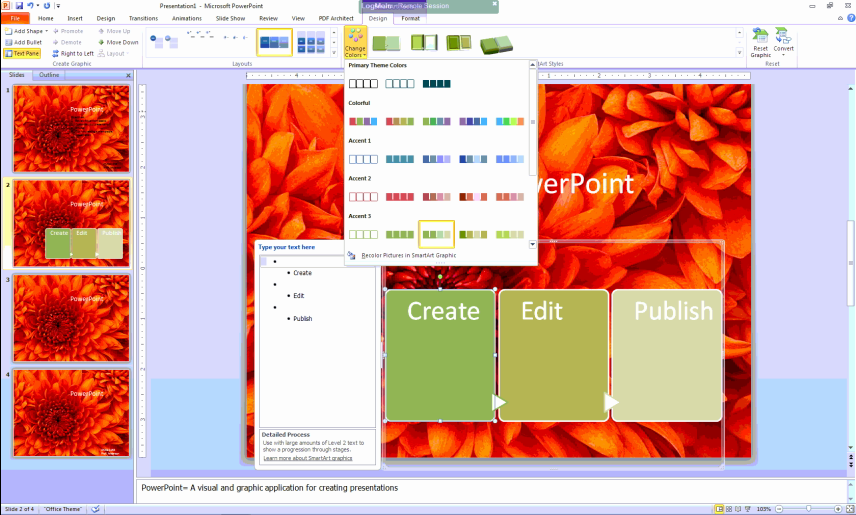 Presentation1 - Microsoft PowerPoint
Session
File Home Design Transitions Animations Slide Show Review View PDF Architect Design Format
Add Shape Promote Move Up
Add Bullet Demote Move Down
Text Pane Right to Left Layout
Create Graphic
Layouts
Change Colors
SmartArt Styles
Reset Graphic Convert
Reset
Slides Outline
Primary Theme Colors
Colorful
Accent 1
Accent 2
Accent 3
Recolor Pictures in SmartArt Graphic
1
PowerPoint
2
PowerPoint
Create Edit Publish
3
PowerPoint
4
PowerPoint
werPoint
Type your text here
Create
Edit
Publish
Detailed Process
Use with large amounts of Level 2 text to
show a progression through stages.
Learn more about SmartArt graphics
Create Edit Publish
PowerPoint= A visual and graphic application for creating presentations
Slide 2 of 4 "Office Theme" 103%